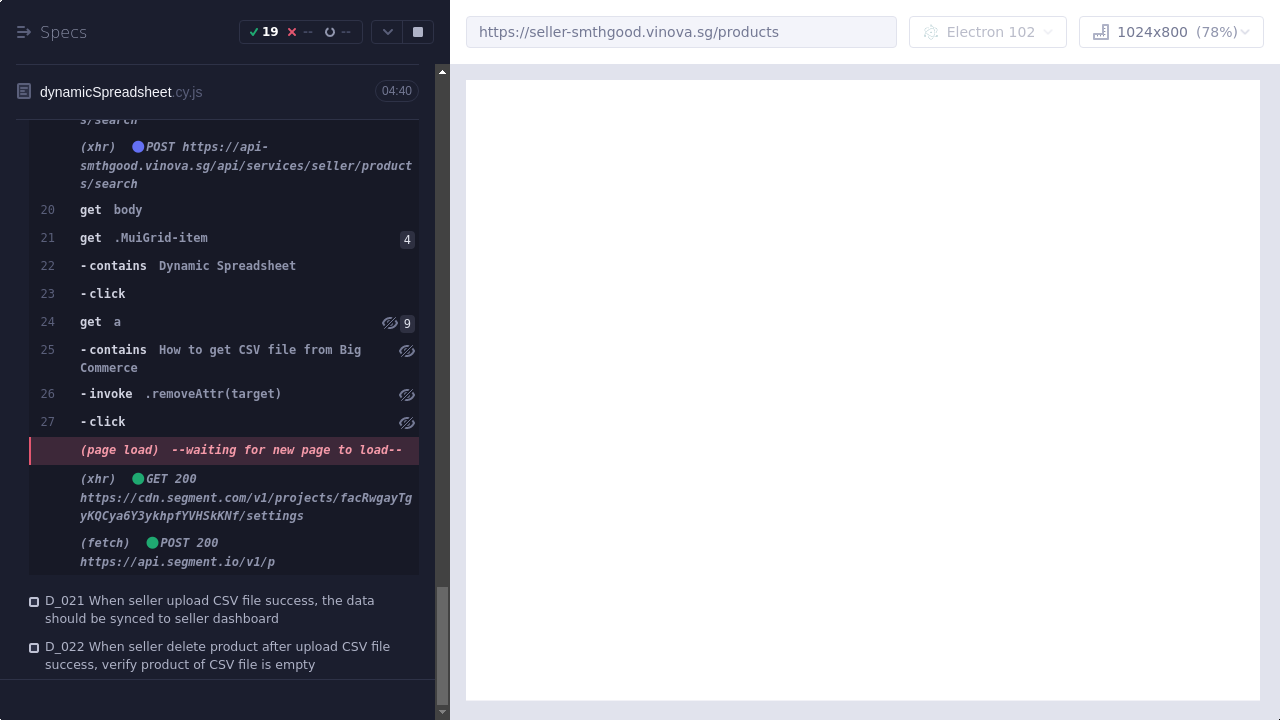 Specs
19
--
--
https://seller-smthgood.vinova.sg/products
Electron 102
1024x800 (78%)
dynamicSpreadsheet.cy.js
04:40
s/search
(xhr) POST https://api-
smthgood.vinova.sg/api/services/seller/product
s/search
20 get body
21 get .MuiGrid-item 4
22 -contains Dynamic Spreadsheet
23 -click
24 get a 9
25 -contains How to get CSV file from Big
Commerce
26 -invoke .removeAttr(target)
27 -click
(page load) --waiting for new page to load--
(xhr) GET 200
https://cdn.segment.com/v1/projects/facRwgayTg
yKQCya6Y3ykhpfYVHSkKNf/settings
(fetch) POST 200
https://api.segment.io/v1/p
D_021 When seller upload CSV file success, the data
should be synced to seller dashboard
D_022 When seller delete product after upload CSV file
success, verify product of CSV file is empty